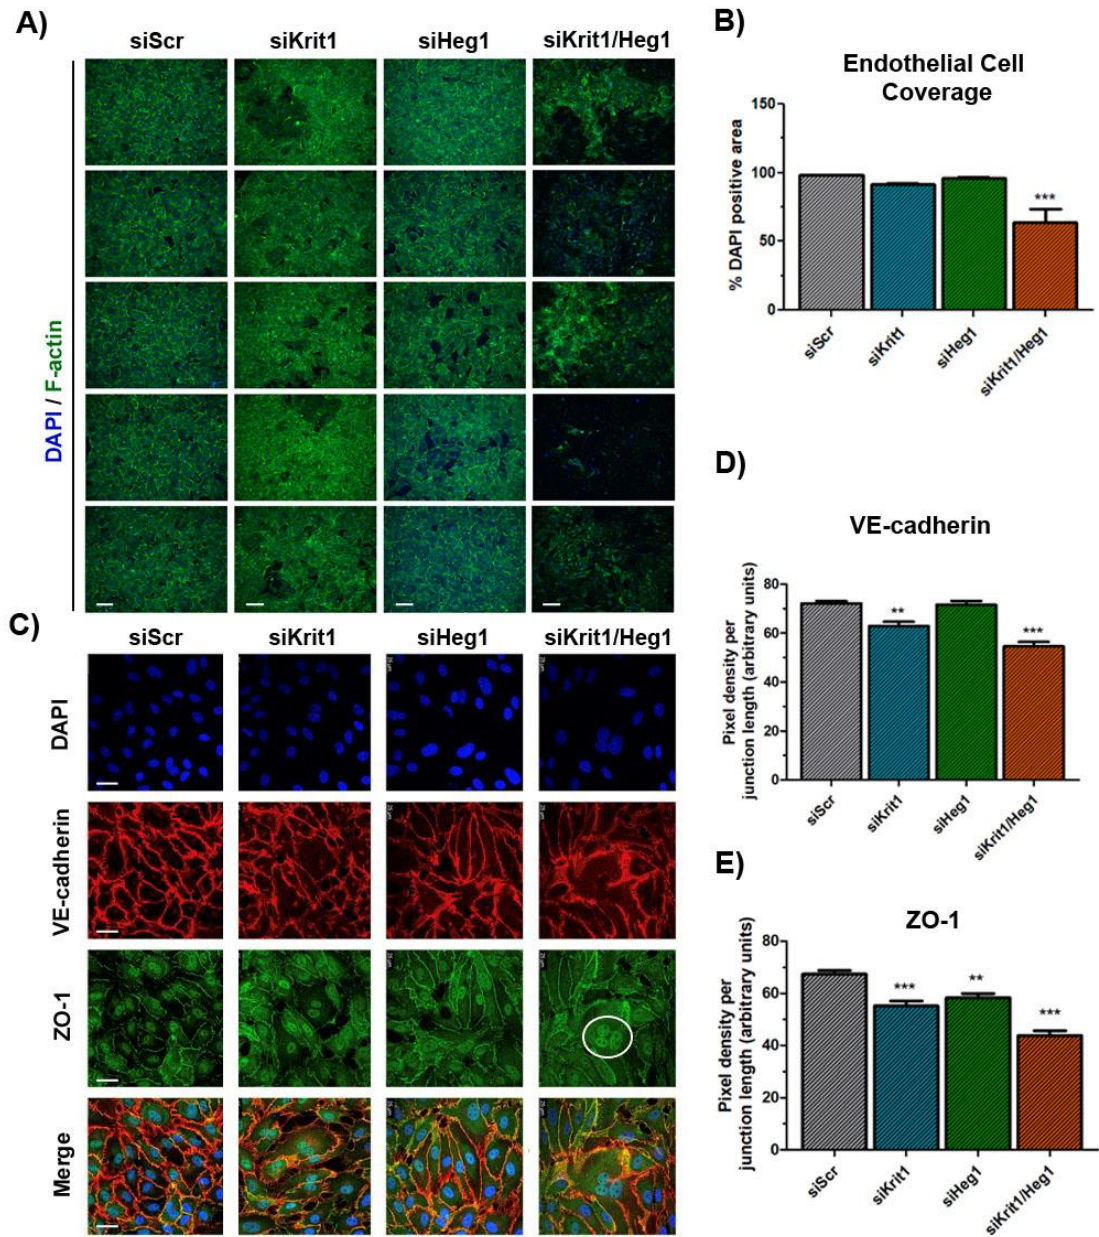 A)
siScr siKrit1 siHeg1 siKrit1/Heg1
DAPI / F-actin
B)
Endothelial Cell
Coverage
% DAPI positive area
150
100
50
0
***
siScr siKrit1 siHeg1 siKrit1/Heg1
C)
siScr siKrit1 siHeg1 siKrit1/Heg1
DAPI
VE-cadherin
ZO-1
Merge
D)
VE-cadherin
Pixel density per
junction length (arbitrary units)
80
60
40
20
0
**
***
siScr siKrit1 siHeg1 siKrit1/Heg1
E)
ZO-1
Pixel density per
junction length (arbitrary units)
80
60
40
20
0
***
**
***
siScr siKrit1 siHeg1 siKrit1/Heg1